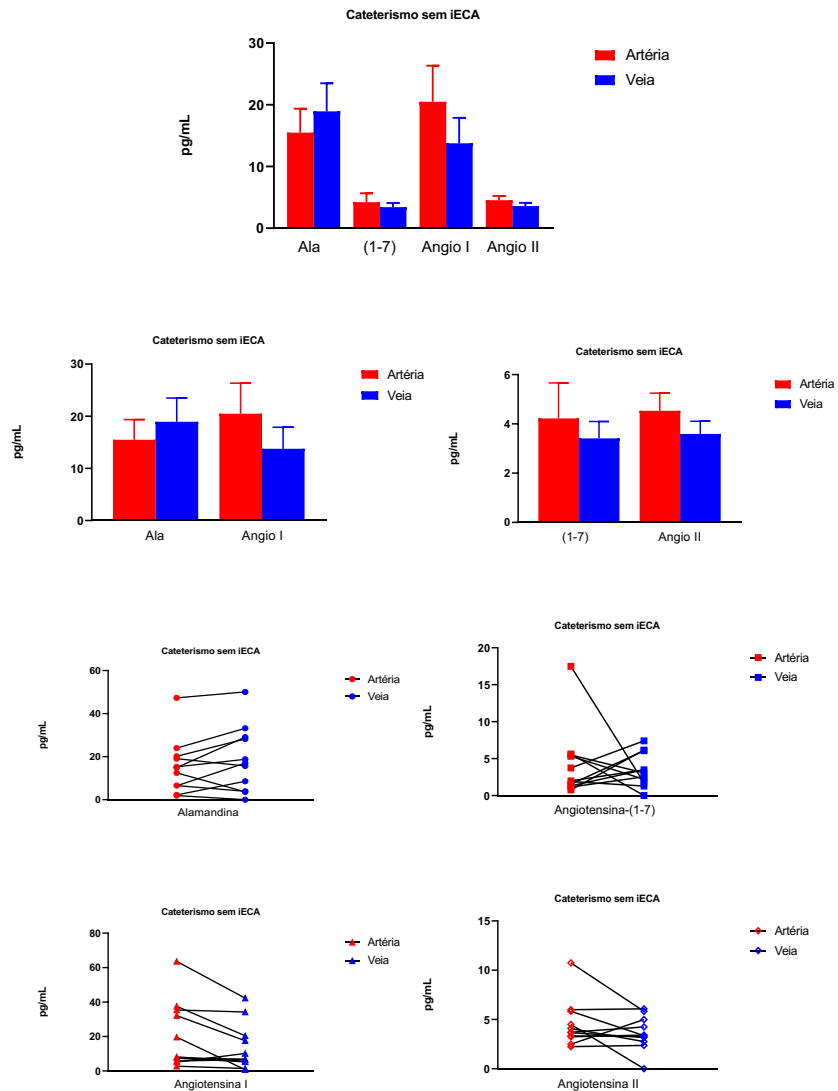 Cateterismo sem iECA
30
20
10
0
pg/mL
Artéria
Veia
Ala (1-7) Angio I Angio II
Cateterismo sem iECA
30
20
10
0
pg/mL
Artéria
Veia
Ala Angio I
Cateterismo sem iECA
6
4
2
0
pg/mL
Artéria
Veia
(1-7) Angio II
Cateterismo sem iECA
60
40
20
0
pg/mL
Artéria
Veia
Alamandina
Cateterismo sem iECA
20
15
10
5
0
pg/mL
Artéria
Veia
Angiotensina-(1-7)
Cateterismo sem iECA
80
60
40
20
0
pg/mL
Artéria
Veia
Angiotensina I
Cateterismo sem iECA
15
10
5
0
pg/mL
Artéria
Veia
Angiotensina II